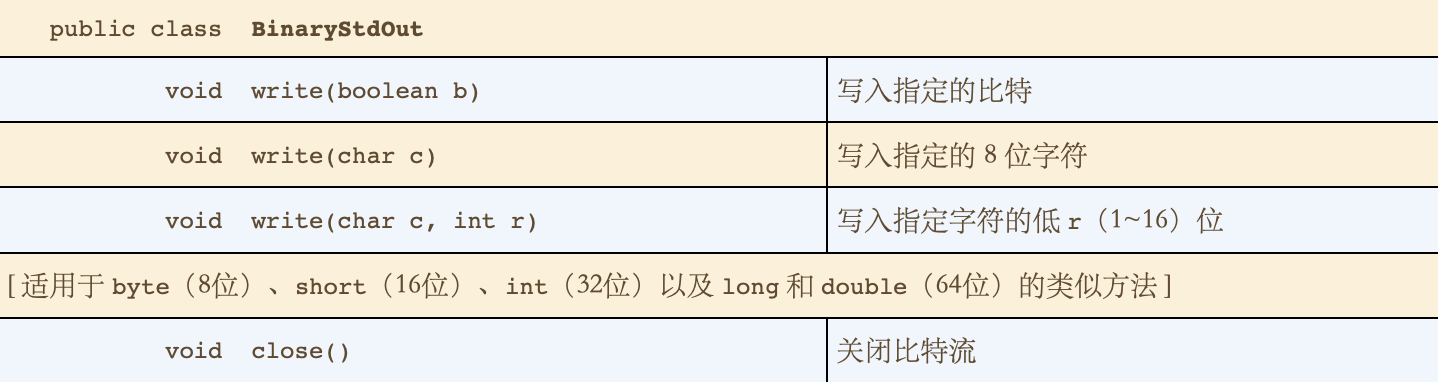 public class BinaryStdOut
void write(boolean b) 写入指定的比特
void write(char c) 写入指定的 8 位字符
void write(char c, int r) 写入指定字符的低 r（1~16）位
[ 适用于 byte（8位）、short（16位）、int（32位）以及 long 和 double（64位）的类似方法 ]
void close() 关闭比特流